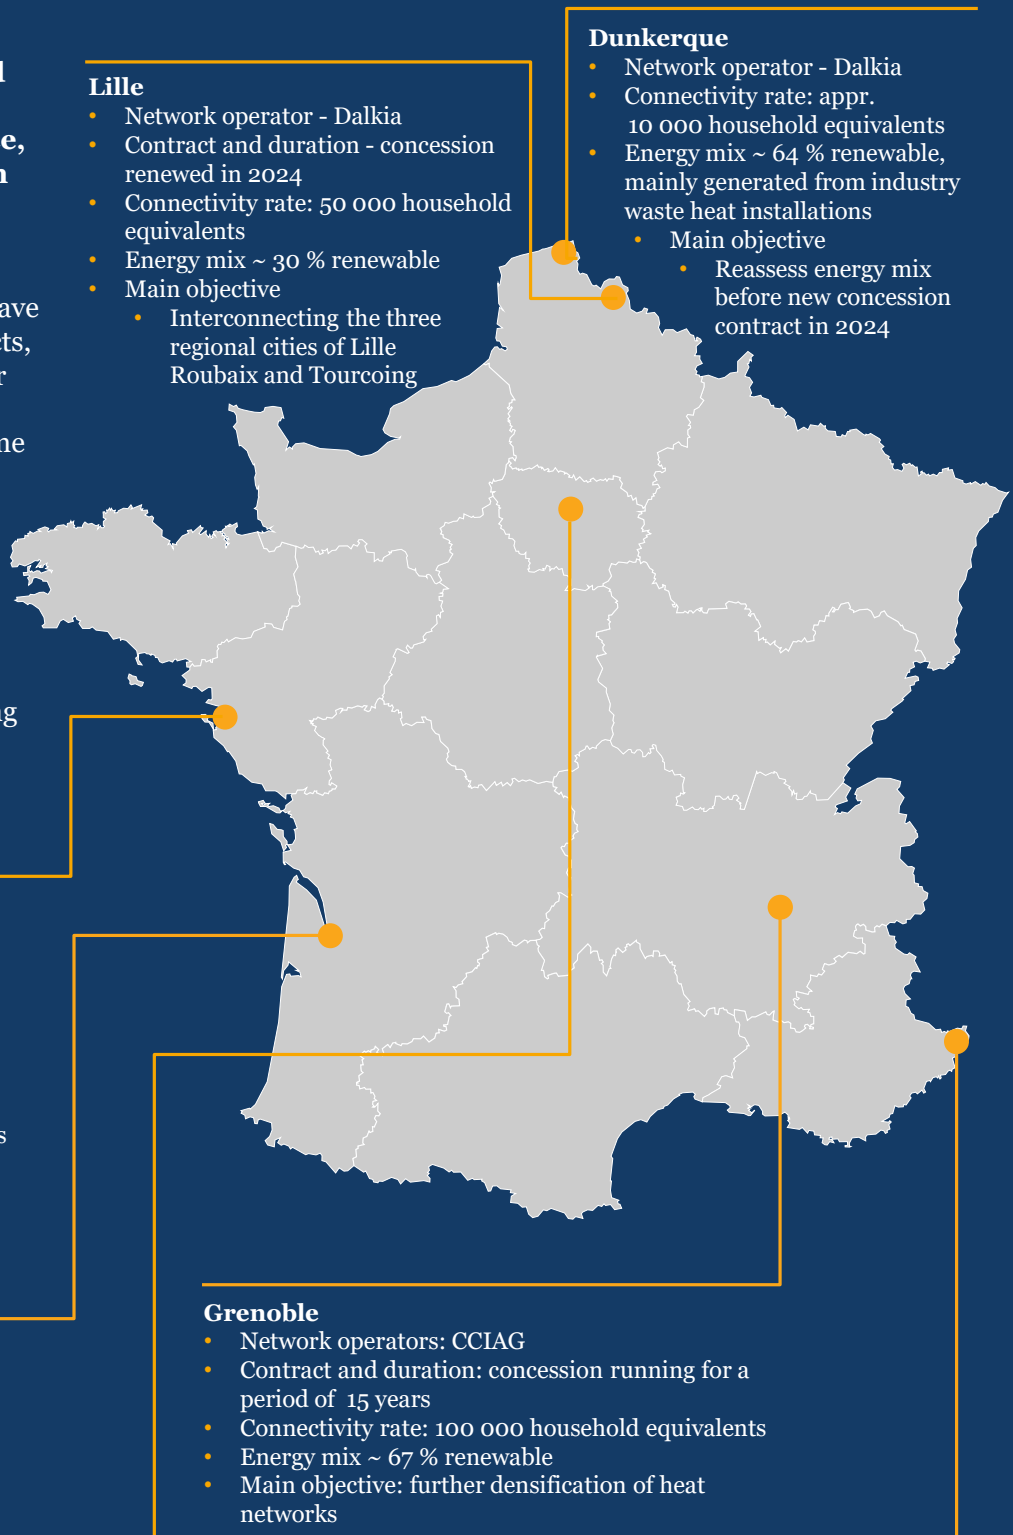 Dunkerque
• Network operator - Dalkia
• Connectivity rate: appr.
10 000 household equivalents
• Energy mix ~ 64 % renewable,
mainly generated from industry
waste heat installations
• Main objective
• Reassess energy mix
before new concession
contract in 2024
Lille
• Network operator - Dalkia
• Contract and duration - concession
renewed in 2024
• Connectivity rate: 50 000 household
equivalents
• Energy mix ~ 30 % renewable
• Main objective
• Interconnecting the three
regional cities of Lille
Roubaix and Tourcoing
Grenoble
• Network operators: CCIAG
• Contract and duration: concession running for a
period of 15 years
• Connectivity rate: 100 000 household equivalents
• Energy mix ~ 67 % renewable
• Main objective: further densification of heat
networks